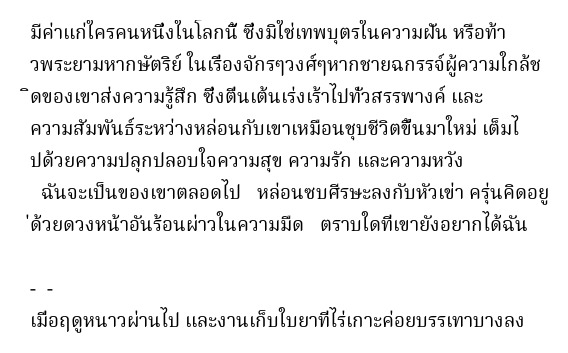 มีค่าแก่ใครคนหนึ่งในโลกนี้ ซึ่งมิใช่เทพบุตรในความฝัน หรือท้า
วพระยามหากษัตริย์ ในเรื่องจักรๆวงศ์ๆหากชายฉกรรจ์ผู้ความใกล้ช
ิดของเขาส่งความรู้สึก ซึ่งตื่นเต้นเร่งเร้าไปทั่วสรรพางค์ และ
ความสัมพันธ์ระหว่างหล่อนกับเขาเหมือนชุบชีวิตขึ้นมาใหม่ เต็มไ
ปด้วยความปลุกปลอบใจความสุข ความรัก และความหวัง
ฉันจะเป็นของเขาตลอดไป หล่อนซบศีรษะลงกับหัวเข่า ครุ่นคิดอยู
่ด้วยดวงหน้าอันร้อนผ่าวในความมืด ตราบใดที่เขายังอยากได้ฉัน
- -
เมื่อฤดูหนาวผ่านไป และงานเก็บใบยาที่ไร่เกาะค่อยบรรเทาบางลง